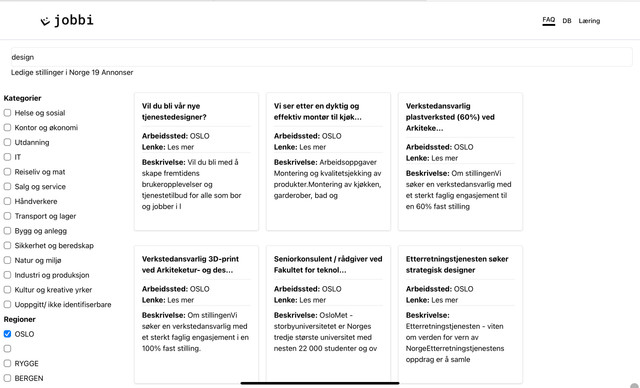 jobbi
FAQ
DB
Læring
design
Ledige stillinger i Norge 19 Annonser
Kategorier
Helse og sosial
Kontor og økonomi
Utdanning
IT
Reiseliv og mat
Salg og service
Håndverkere
Transport og lager
Bygg og anlegg
Sikkerhet og beredskap
Natur og miljø
Industri og produksjon
Kultur og kreative yrker
Uoppgitt/ ikke identifiserbare
Regioner
OSLO
RYGGE
BERGEN
Vil du bli vår nye
tjenestedesigner?
Arbeidssted: OSLO
Lenke: Les mer
Beskrivelse: Vil du bli med å
skape fremtidens
brukeropplevelser og
tjenestetilbud for alle som bor
og jobber i l
Vi ser etter en dyktig og
effektiv montør til kjøk...
Arbeidssted: OSLO
Lenke: Les mer
Beskrivelse: Arbeidsoppgaver
Montering og kvalitetsjekking av
produkter.Montering av kjøkken,
garderober, bad og
Verkstedansvarlig
plastverksted (60%) ved
Arkiteke...
Arbeidssted: OSLO
Lenke: Les mer
Beskrivelse: Om stillingenVi
søker en verkstedansvarlig med
et sterkt faglig engasjement til
en 60% fast stilling
Verkstedansvarlig 3D-print
ved Arkiteketur- og des...
Arbeidssted: OSLO
Lenke: Les mer
Beskrivelse: Om stillingenVi
søker en verkstedansvarlig med
et sterkt faglig engasjement i en
100% fast stilling.
Seniorkonsulent / rådgiver ved
Fakultet for teknol...
Arbeidssted: OSLO
Lenke: Les mer
Beskrivelse: OsloMet -
storbyuniversitetet er Norges
tredje største universitet med
nesten 22 000 studenter og ov
Etterretningstjenesten søker
strategisk designer
Arbeidssted: OSLO
Lenke: Les mer
Beskrivelse:
Etterretningstjenesten - viten
om verden for vern av
NorgeEtterretningstjenestens
oppdrag er å samle